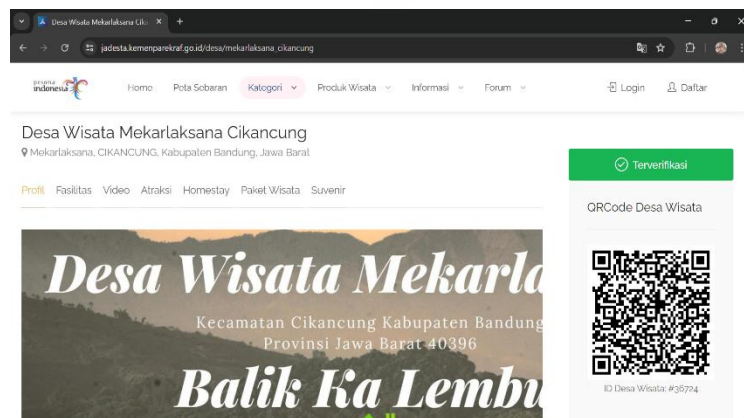 Desa Wisata Mekarlaksana Cik
jadesta.kemenparekraf.go.id/desa/mekarlaksana_cikancung
pesona
indonesia
Home Peta Sobaran Kategori Produk Wisata Informasi Forum Login Daftar
Desa Wisata Mekarlaksana Cikancung
Mekarlaksana, CIKANCUNG, Kabupaten Bandung, Jawa Barat
Terverifikasi
Profil Fasilitas Video Atraksi Homestay Paket Wisata Suvenir
QRCode Desa Wisata
Desa Wisata Mekarla
Kecamatan Cikancung Kabupaten Bandung
Provinsi Jawa Barat 40396
Balik Ka Lembu
ID Desa Wisata: #36724